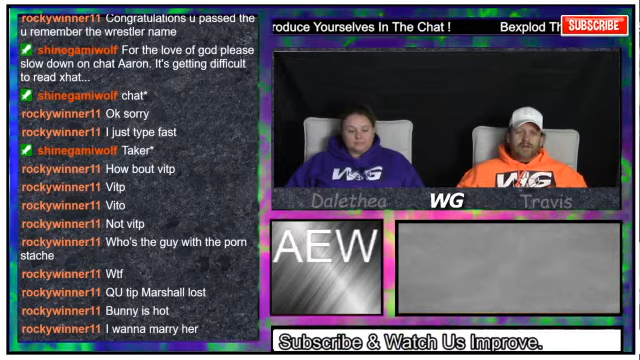 rockywinner11 Congratulations u passed the
u remember the wrestler name
shinegamiwolf For the love of god please
slow down on chat Aaron. It's getting difficult
to read xhat...
shinegamiwolf chat*
rockywinner11 Ok sorry
rockywinner11 I just type fast
shinegamiwolf Taker*
rockywinner11 How bout vitp
rockywinner11 Vitp
rockywinner11 Vito
rockywinner11 Not vitp
rockywinner11 Who's the guy with the porn
stache
rockywinner11 Wtf
rockywinner11 QU tip Marshall lost
rockywinner11 Bunny is hot
rockywinner11 I wanna marry her
roduce Yourselves In The Chat !
Bexplod Th
SUBSCRIBE
WG
WG
Dalethea
WG
Travis
AEW
Subscribe & Watch Us Improve.